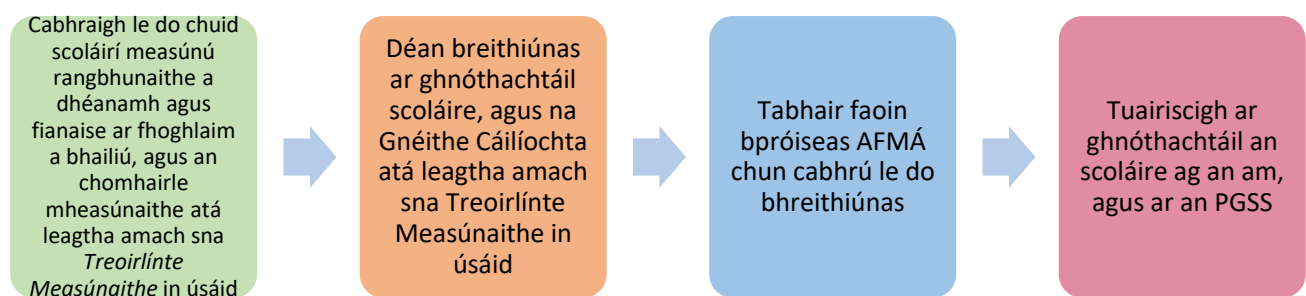 Cabhraigh le do chuid
scoláirí measúnú
rangbhunaithe a
dhéanamh agus
fianaise ar fhoghlaim
a bhailiú, agus an
chomhairle
mheasúnaithe atá
leagtha amach sna
Treoirlínte
Measúnaithe in úsáid
Déan breithiúnas
ar ghnóthachtáil
scoláire, agus na
Gnéithe Cáilíochta
atá leagtha amach
sna Treoirlínte
Measúnaithe in
úsáid
Tabhair faoin
bpróiseas AFMÁ
chun cabhrú le do
bhreithiúnas
Tuairiscigh ar
ghnóthachtáil an
scoláire ag an am,
agus ar an PGSS